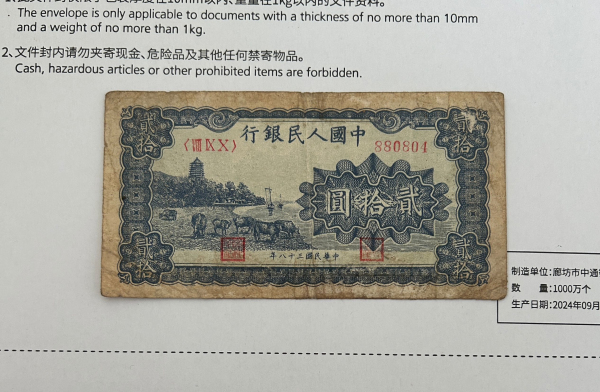 The envelope is only applicable to documents with a thickness of no more than 10mm
and a weight of no more than 1kg.
2、文件封内请勿夹寄现金、危险品及其他任何禁寄物品。
Cash, hazardous articles or other prohibited items are forbidden.
行銀民人國中
880804
貳拾
貳拾
圓拾貳
貳拾
貳拾
年八十三國民華中
制造单位:廊坊市中通
数 量:1000万个
生产日期:2024年09月